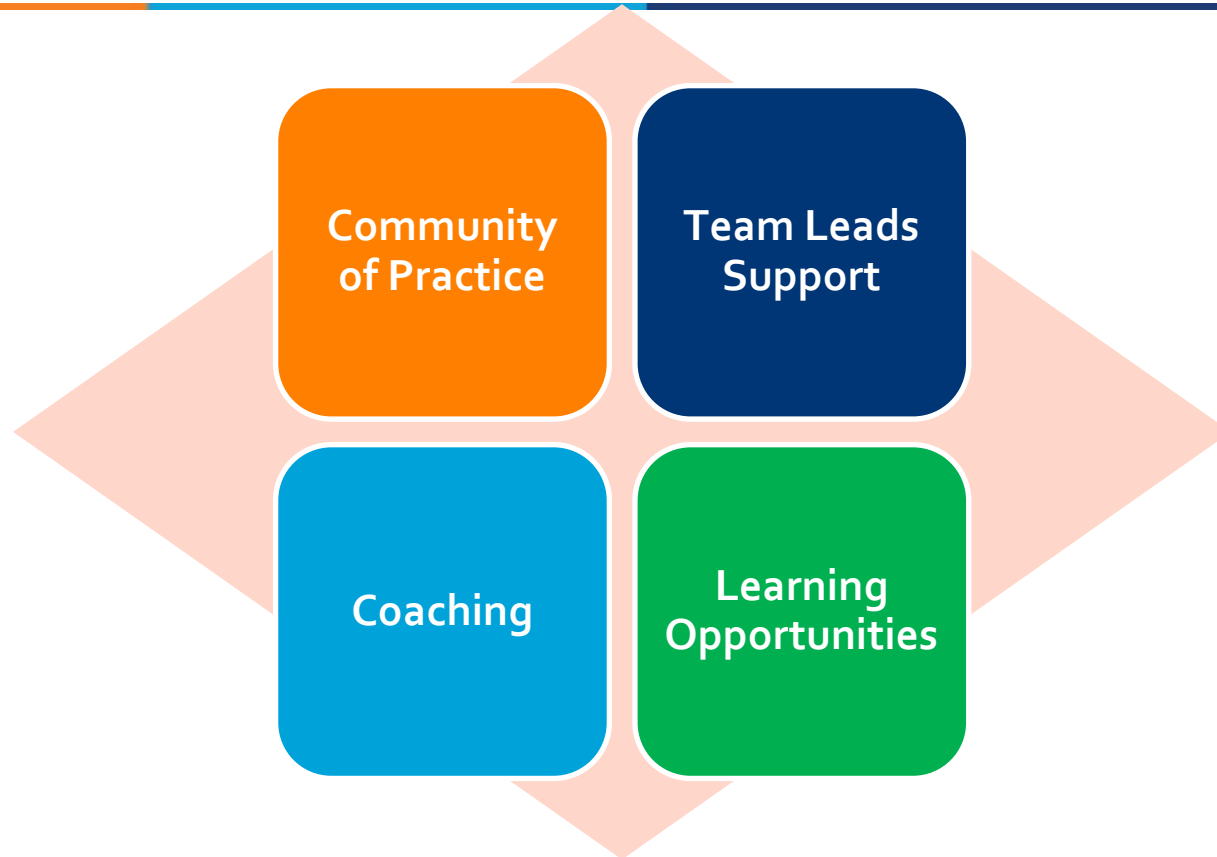 Community
of Practice
Team Leads
Support
Coaching
Learning
Opportunities